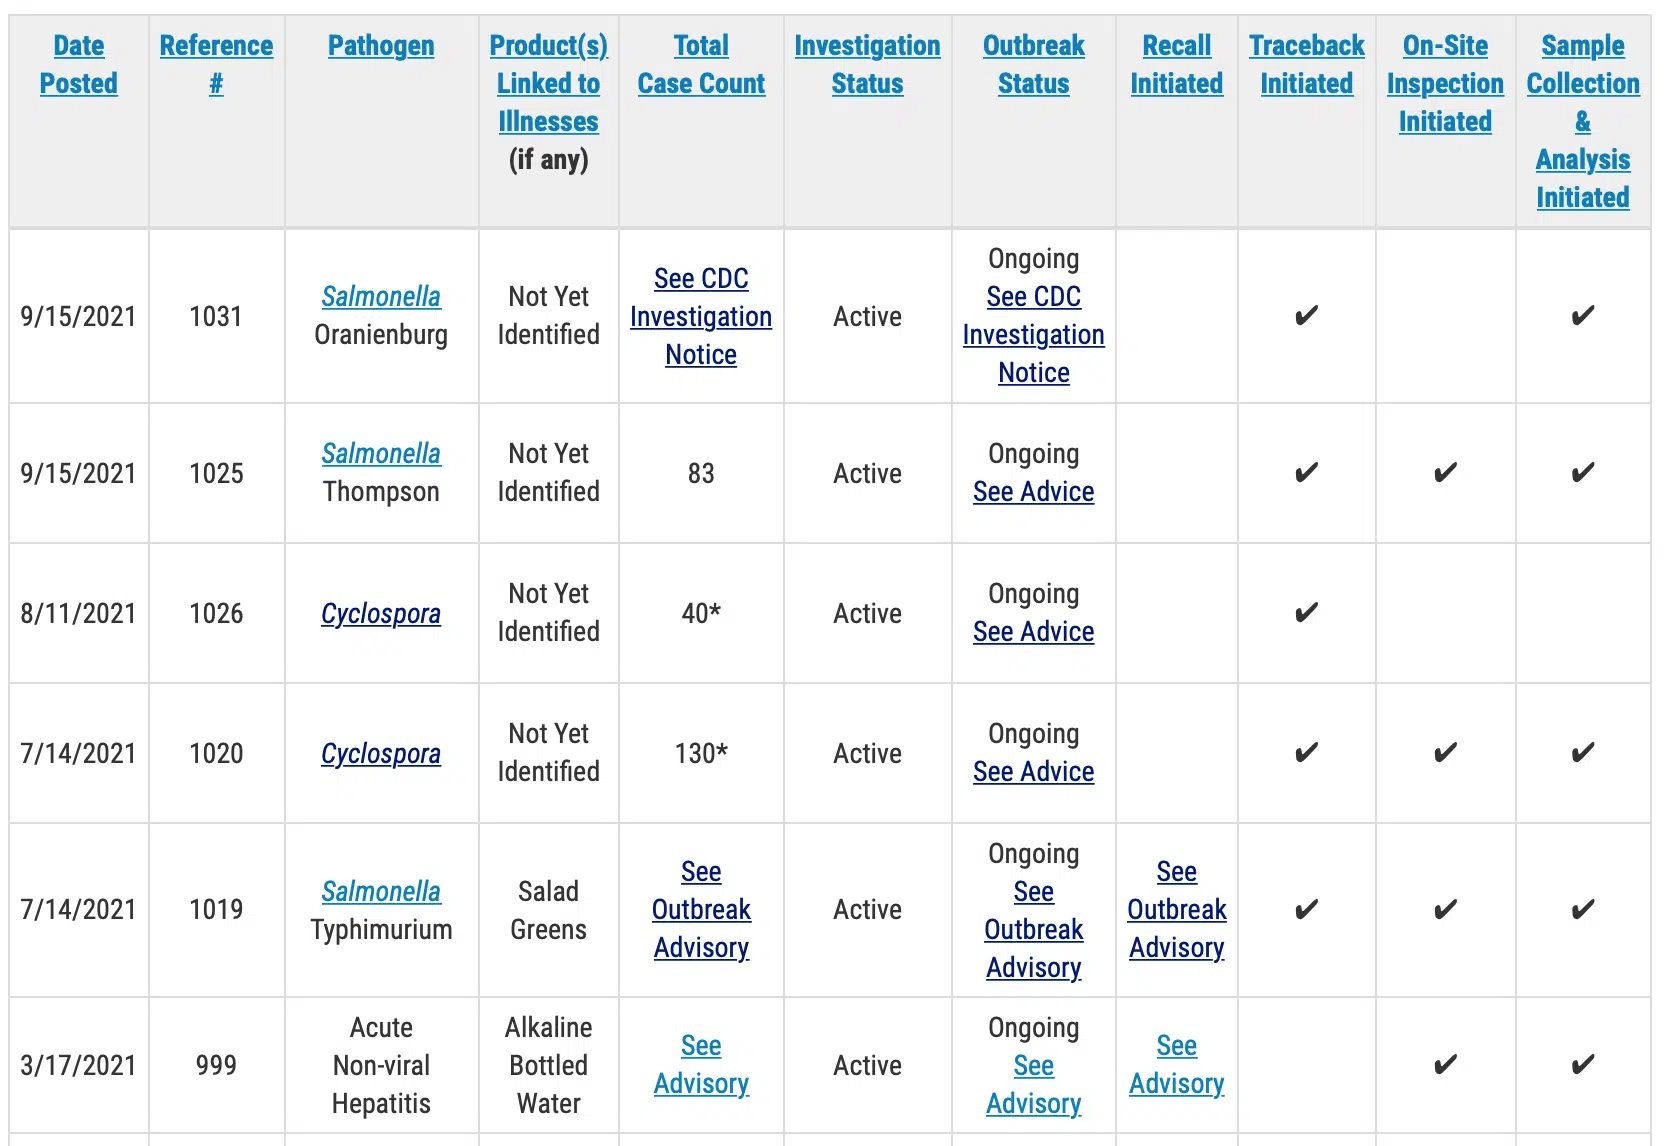 Date Posted
Reference #
Pathogen
Product(s) Linked to Illnesses (if any)
Total Case Count
Investigation Status
Outbreak Status
Recall Initiated
Traceback Initiated
On-Site Inspection Initiated
Sample Collection & Analysis Initiated
9/15/2021
1031
Salmonella
Oranienburg
Not Yet
Identified
See CDC
Investigation
Notice
Active
Ongoing
See CDC
Investigation
Notice
✔
✔
9/15/2021
1025
Salmonella
Thompson
Not Yet
Identified
83
Active
Ongoing
See Advice
✔
✔
✔
8/11/2021
1026
Cyclospora
Not Yet
Identified
40*
Active
Ongoing
See Advice
✔
7/14/2021
1020
Cyclospora
Not Yet
Identified
130*
Active
Ongoing
See Advice
✔
✔
✔
7/14/2021
1019
Salmonella
Typhimurium
Salad
Greens
See
Outbreak
Advisory
Active
Ongoing
See
Outbreak
Advisory
See
Outbreak
Advisory
✔
✔
✔
3/17/2021
999
Acute
Non-viral
Hepatitis
Alkaline
Bottled
Water
See
Advisory
Active
Ongoing
See
Advisory
See
Advisory
✔
✔